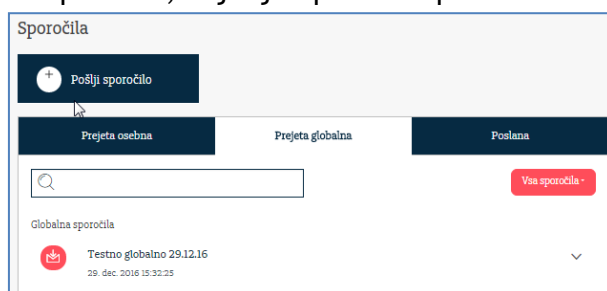 Sporočila
+ Pošlji sporočilo
Prejeta osebna Prejeta globalna Poslana
Vsa sporočila -
Globalna sporočila
Testno globalno 29.12.16
29. dec. 2016 15:32:25